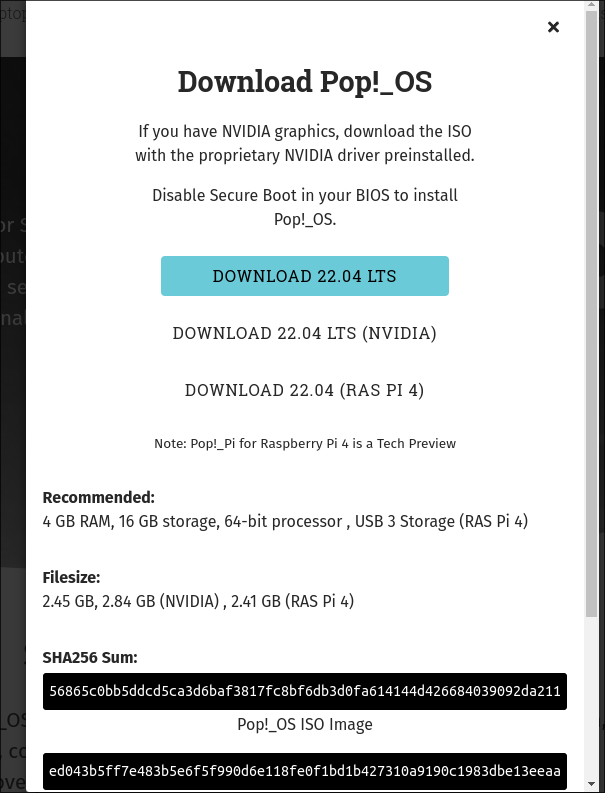 Download Pop!_OS
If you have NVIDIA graphics, download the ISO
with the proprietary NVIDIA driver preinstalled.
Disable Secure Boot in your BIOS to install
Pop!_OS.
DOWNLOAD 22.04 LTS
DOWNLOAD 22.04 LTS (NVIDIA)
DOWNLOAD 22.04 (RAS PI 4)
Note: Pop!_Pi for Raspberry Pi 4 is a Tech Preview
Recommended:
4 GB RAM, 16 GB storage, 64-bit processor , USB 3 Storage (RAS Pi 4)
Filesize:
2.45 GB, 2.84 GB (NVIDIA) , 2.41 GB (RAS Pi 4)
SHA256 Sum:
56865c0bb5ddcd5ca3d6baf3817fc8bf6db3d0fa614144d426684039092da211
Pop!_OS ISO Image
ed043b5ff7e483b5e6f5f990d6e118fe0f1bd1b427310a9190c1983dbe13eeaa